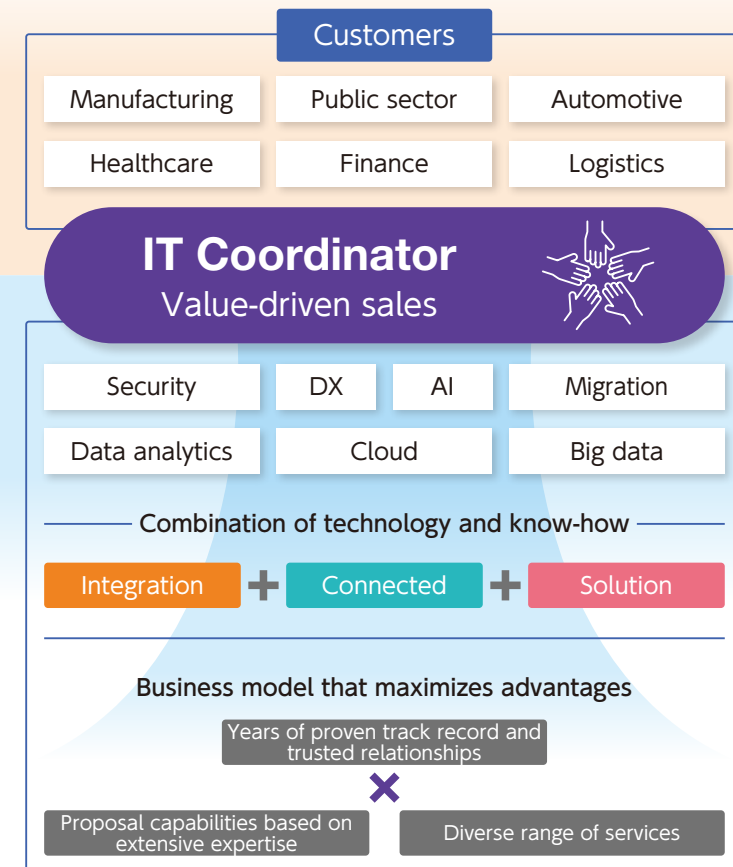 Customers
Manufacturing
Public sector
Automotive
Healthcare
Finance
Logistics
IT Coordinator
Value-driven sales
Security
DX
AI
Migration
Data analytics
Cloud
Big data
Combination of technology and know-how
Integration
Connected
Solution
Business model that maximizes advantages
Years of proven track record and
trusted relationships
Proposal capabilities based on
extensive expertise
Diverse range of services